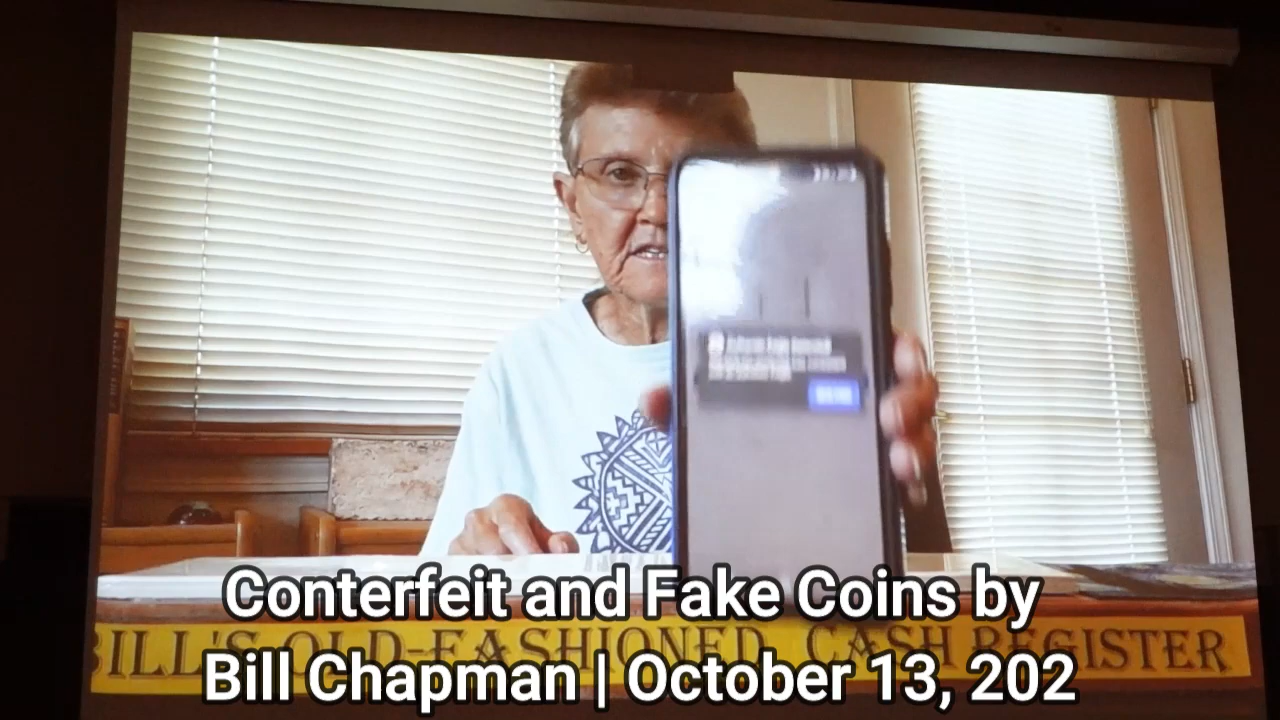 Conterfeit and Fake Coins by
BILL'S OLD-FASHIONED CASH REGISTER
Bill Chapman | October 13, 202